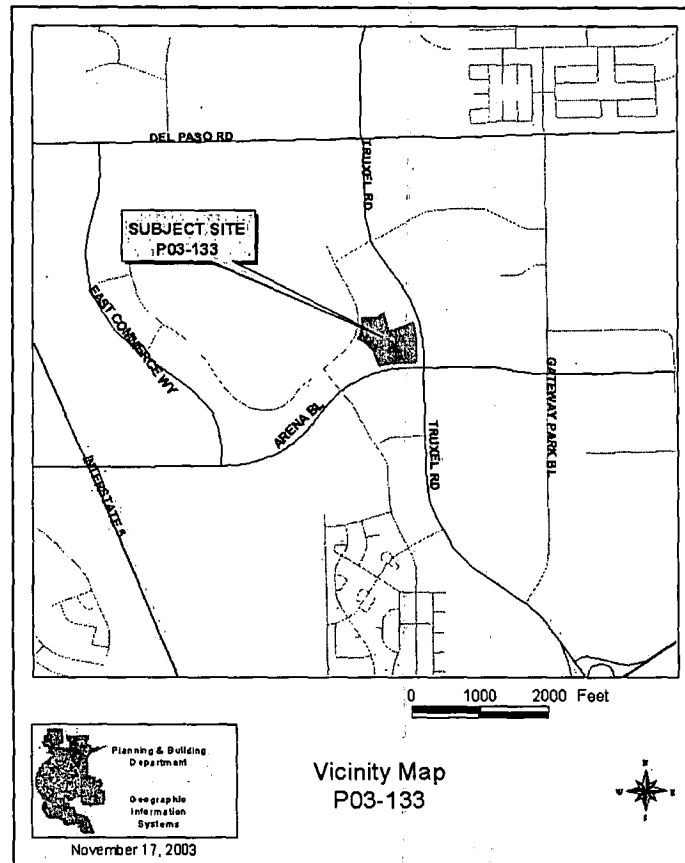 DEL PASO RD
TRUXEL RD
SUBJECT SITE
P03-133
EAST COMMERCE WY
GATEWAY PARK BL
ARENA BL
TRUXEL RD
INTERSTATE 5
0 1000 2000 Feet
Planning & Building
Department
Geographic
Information
Systems
November 17, 2003
Vicinity Map
P03-133
N
W E
S